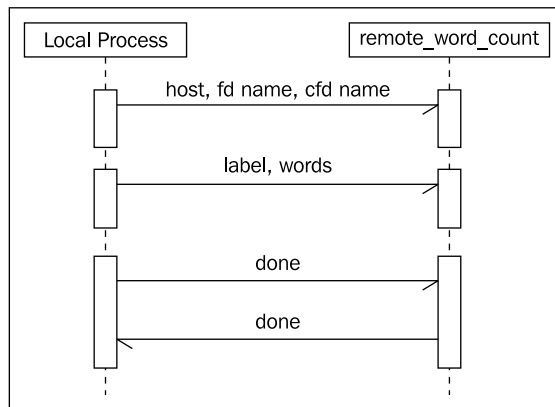 Local Process
remote_word_count
host, fd name, cfd name
label, words
done
done